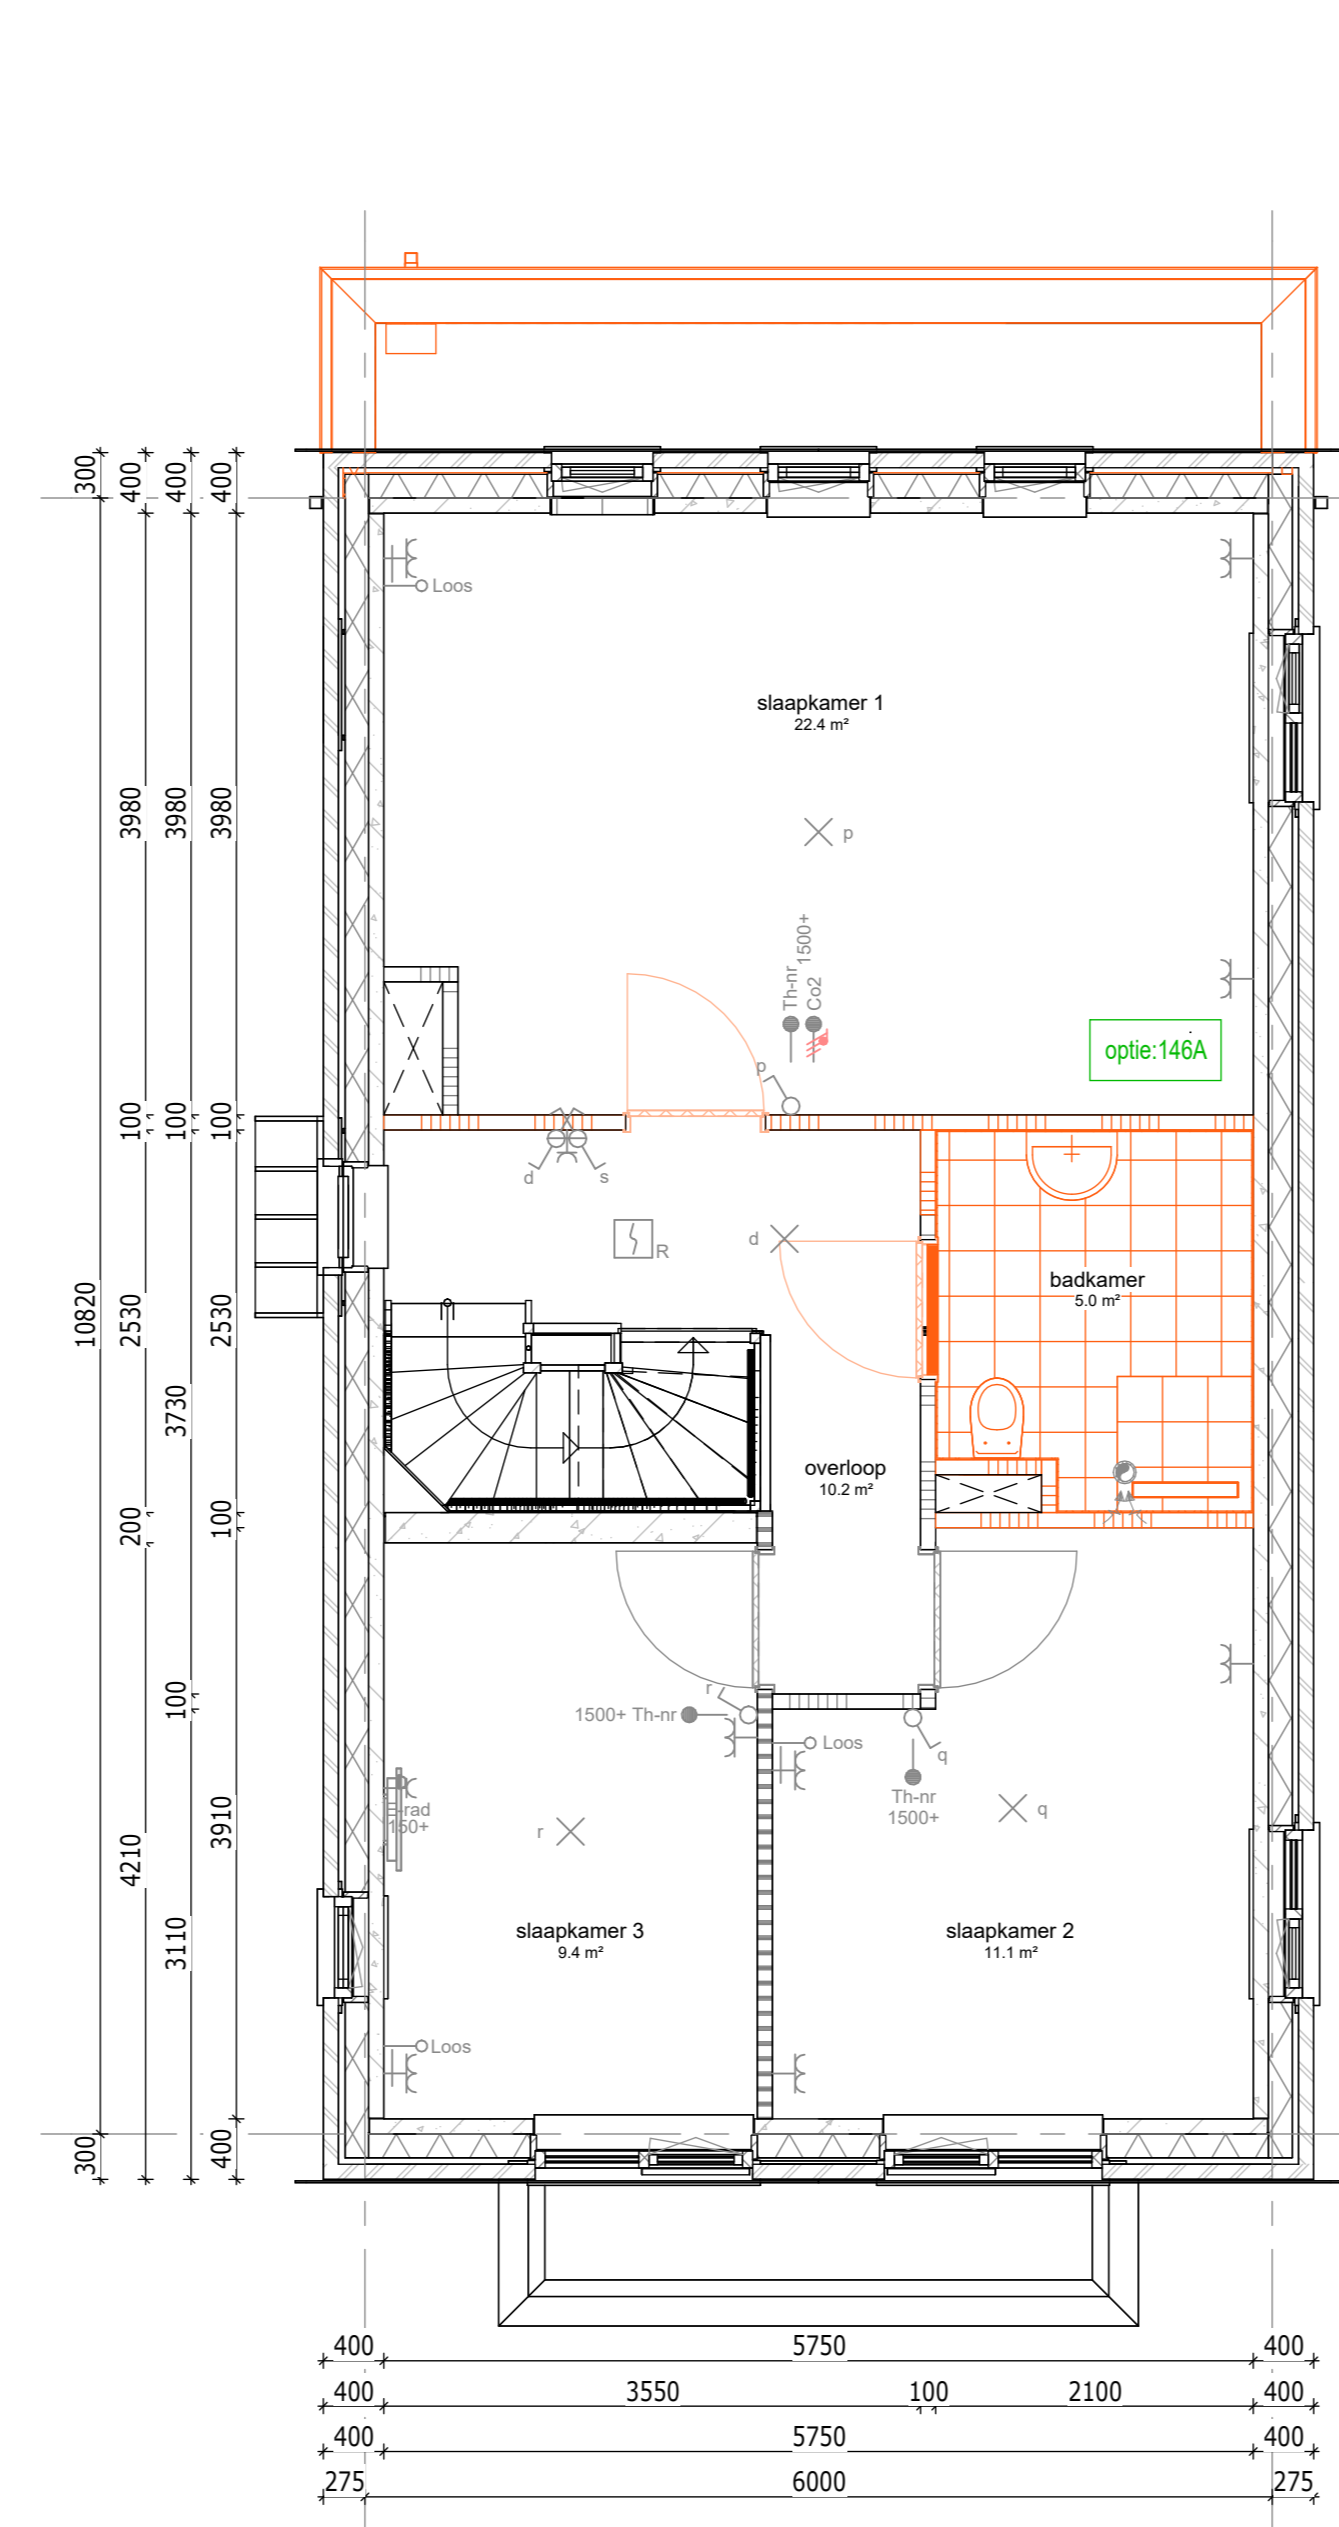 300
400
400
400
Loos
slaapkamer 1
22.4 m²
3980
3980
3980
p
1500+
Th-nr
Co2
optie:146A
p
100
100
100
d
s
R
d
badkamer
5.0 m²
10820
2530
2530
3730
overloop
10.2 m²
200
100
100
r
1500+ Th-nr
Loos
q
Th-nr
1500+
-rad
150+
r
q
3910
4210
3110
slaapkamer 3
9.4 m²
slaapkamer 2
11.1 m²
Loos
300
400
400 5750 400
400 3550 100 2100 400
400 5750 400
275 6000 275